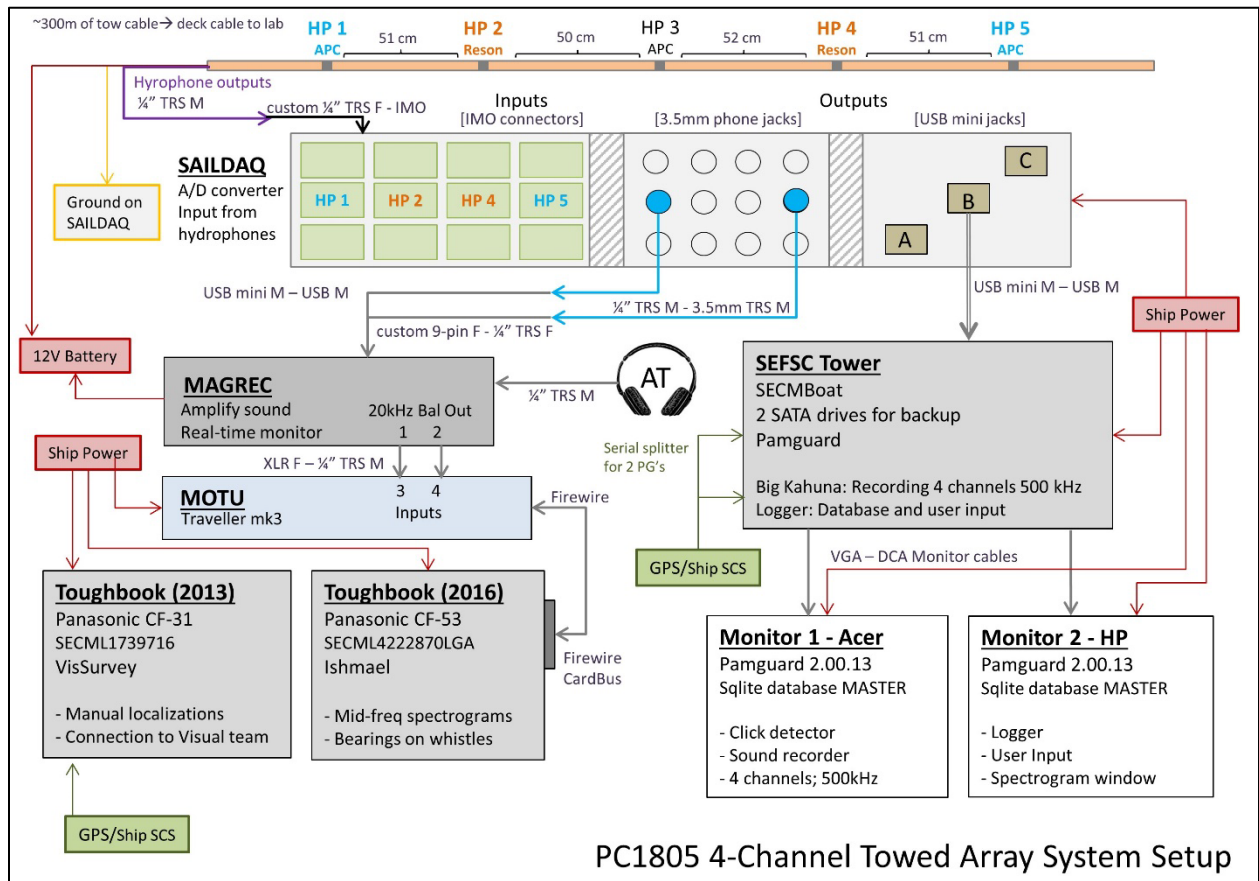 ~300m of tow cable→ deck cable to lab
HP 1
APC
51 cm
HP 2
Reson
50 cm
HP 3
APC
52 cm
HP 4
Reson
51 cm
HP 5
APC
Hyrophone outputs
¼” TRS M
custom ¼” TRS F - IMO
Inputs
[IMO connectors]
Outputs
[3.5mm phone jacks]
[USB mini jacks]
SAILDAQ
A/D converter
Input from
hydrophones
HP 1
HP 2
HP 4
HP 5
A
B
C
Ground on
SAILDAQ
USB mini M – USB M
¼” TRS M - 3.5mm TRS M
USB mini M – USB M
custom 9-pin F - ¼” TRS F
Ship Power
12V Battery
MAGREC
Amplify sound
Real-time monitor
20kHz Bal Out
1 2
¼” TRS M
AT
SEFSC Tower
SECMBoat
2 SATA drives for backup
Pamguard
Big Kahuna: Recording 4 channels 500 kHz
Logger: Database and user input
Serial splitter
for 2 PG’s
Ship Power
XLR F – ¼” TRS M
MOTU
Traveller mk3
3 4
Inputs
Firewire
GPS/Ship SCS
VGA – DCA Monitor cables
Toughbook (2013)
Panasonic CF-31
SECML1739716
VisSurvey
- Manual localizations
- Connection to Visual team
Toughbook (2016)
Panasonic CF-53
SECML4222870LGA
Ishmael
- Mid-freq spectrograms
- Bearings on whistles
Firewire
CardBus
Monitor 1 - Acer
Pamguard 2.00.13
Sqlite database MASTER
- Click detector
- Sound recorder
- 4 channels; 500kHz
Monitor 2 - HP
Pamguard 2.00.13
Sqlite database MASTER
- Logger
- User Input
- Spectrogram window
GPS/Ship SCS
PC1805 4-Channel Towed Array System Setup